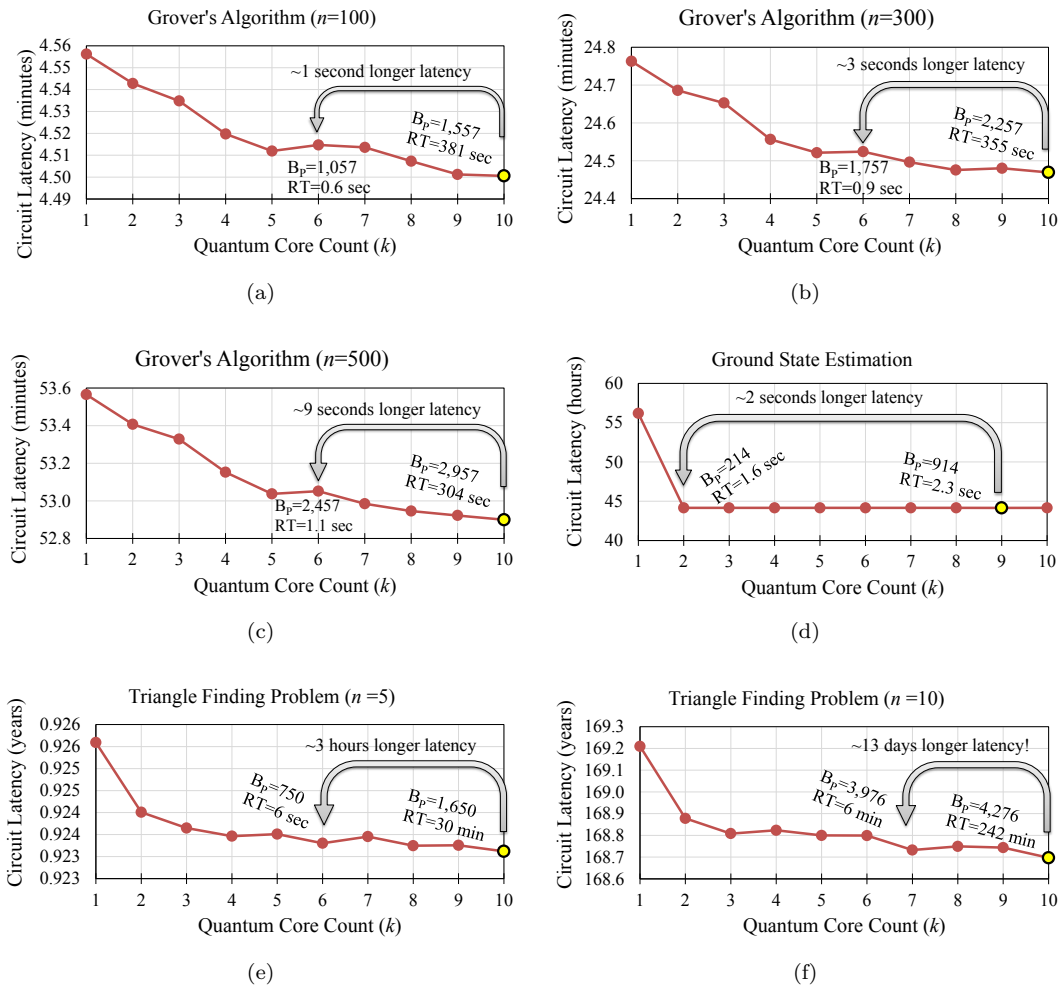 Grover's Algorithm (n=100)
Circuit Latency (minutes)
4.56
4.54
4.53
4.52
4.51
4.50
4.49
~1 second longer latency
B_P=1,557
RT=381 sec
B_P=1,057
RT=0.6 sec
1 2 3 4 5 6 7 8 9 10
Quantum Core Count (k)
(a)
Grover's Algorithm (n=300)
Circuit Latency (minutes)
24.8
24.7
24.6
24.5
24.4
~3 seconds longer latency
B_P=2,257
RT=355 sec
B_P=1,757
RT=0.9 sec
1 2 3 4 5 6 7 8 9 10
Quantum Core Count (k)
(b)
Grover's Algorithm (n=500)
Circuit Latency (minutes)
53.6
53.4
53.2
53.0
52.8
~9 seconds longer latency
B_P=2,957
RT=304 sec
B_P=2,457
RT=1.1 sec
1 2 3 4 5 6 7 8 9 10
Quantum Core Count (k)
(c)
Ground State Estimation
Circuit Latency (hours)
60
55
50
45
40
~2 seconds longer latency
B_P=214
RT=1.6 sec
B_P=914
RT=2.3 sec
1 2 3 4 5 6 7 8 9 10
Quantum Core Count (k)
(d)
Triangle Finding Problem (n =5)
Circuit Latency (years)
0.926
0.926
0.925
0.925
0.924
0.924
0.923
0.923
~3 hours longer latency
B_P=750
RT=6 sec
B_P=1,650
RT=30 min
1 2 3 4 5 6 7 8 9 10
Quantum Core Count (k)
(e)
Triangle Finding Problem (n =10)
Circuit Latency (years)
169.3
169.2
169.1
169.0
168.9
168.8
168.7
168.6
~13 days longer latency!
B_P=3,976
RT=6 min
B_P=4,276
RT=242 min
1 2 3 4 5 6 7 8 9 10
Quantum Core Count (k)
(f)